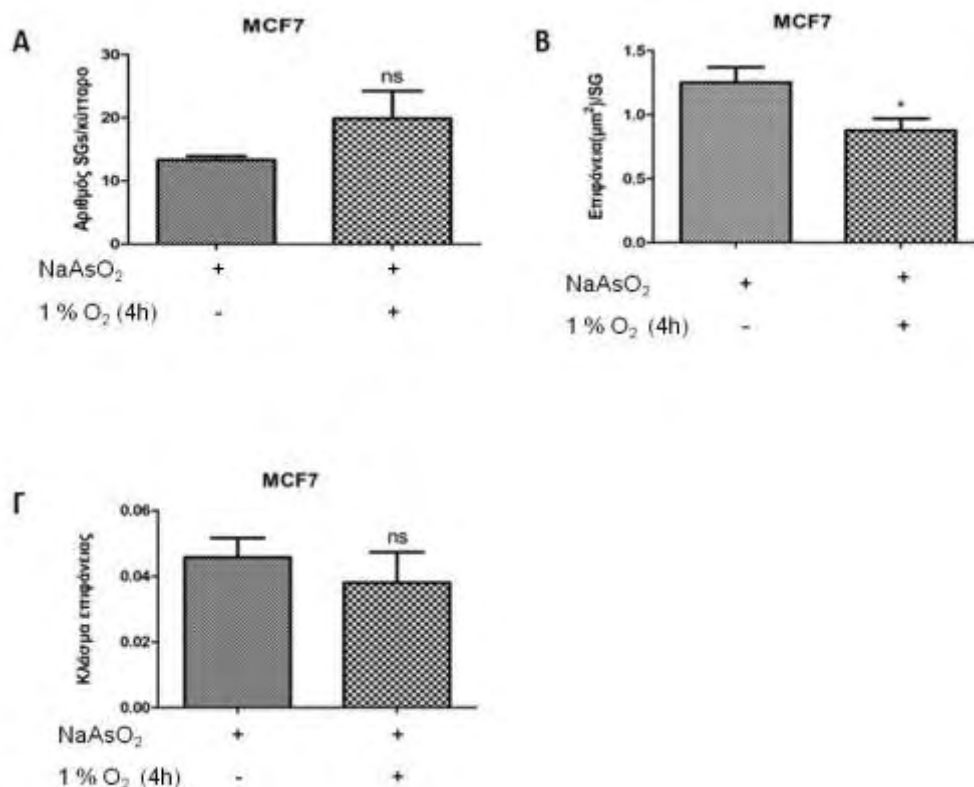 A
MCF7
Αριθμός SGs/κύτταρο
30
20
10
0
ns
NaAsO₂ + +
1 % O₂ (4h) - +
B
MCF7
Επιφάνεια(μm²)/SG
1.5
1.0
0.5
0.0
*
NaAsO₂ + +
1 % O₂ (4h) - +
Γ
MCF7
Κλάσμα επιφάνειας
0.06
0.04
0.02
0.00
ns
NaAsO₂ + +
1 % O₂ (4h) - +